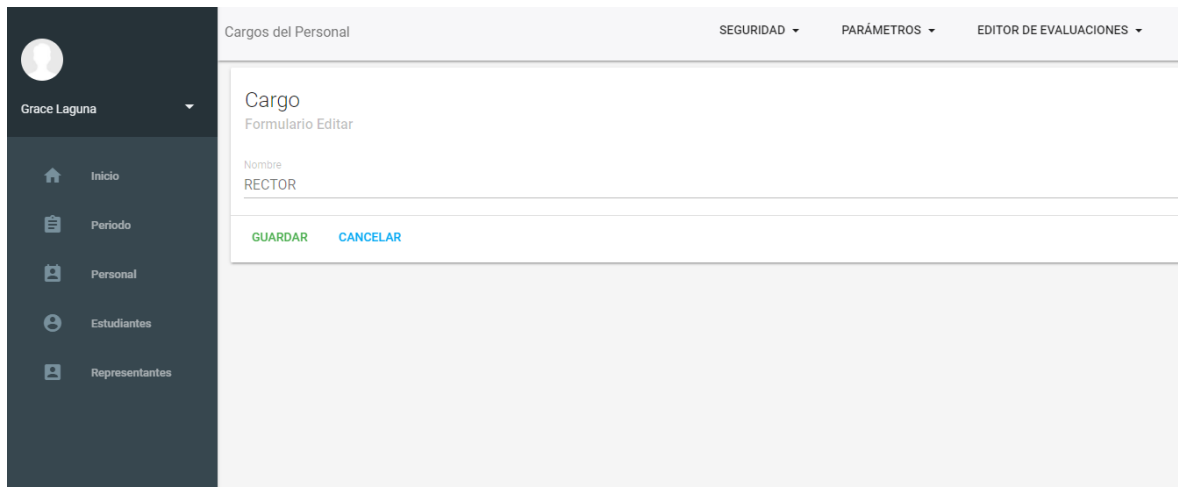 Cargos del Personal
SEGURIDAD
PARÁMETROS
EDITOR DE EVALUACIONES
Grace Laguna
Inicio
Periodo
Personal
Estudiantes
Representantes
Cargo
Formulario Editar
Nombre
RECTOR
GUARDAR
CANCELAR